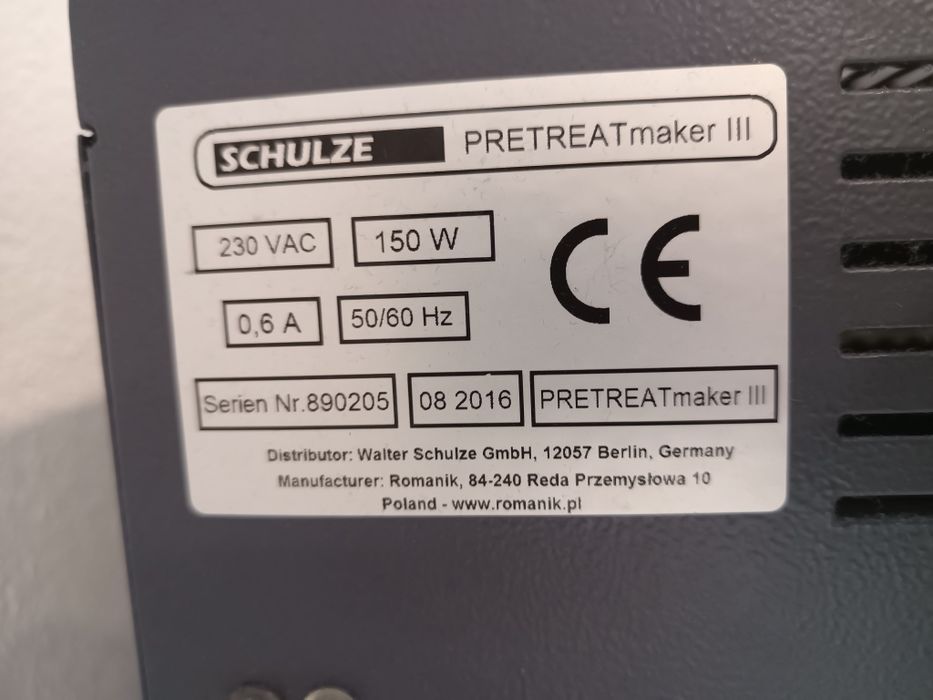 SCHULZE PRETREATmaker III
230 VAC 150 W
CE
0,6 A 50/60 Hz
Serien Nr.890205 08 2016 PRETREATmaker III
Distributor: Walter Schulze GmbH, 12057 Berlin, Germany
Manufacturer: Romanik, 84-240 Reda Przemysłowa 10
Poland - www.romanik.pl